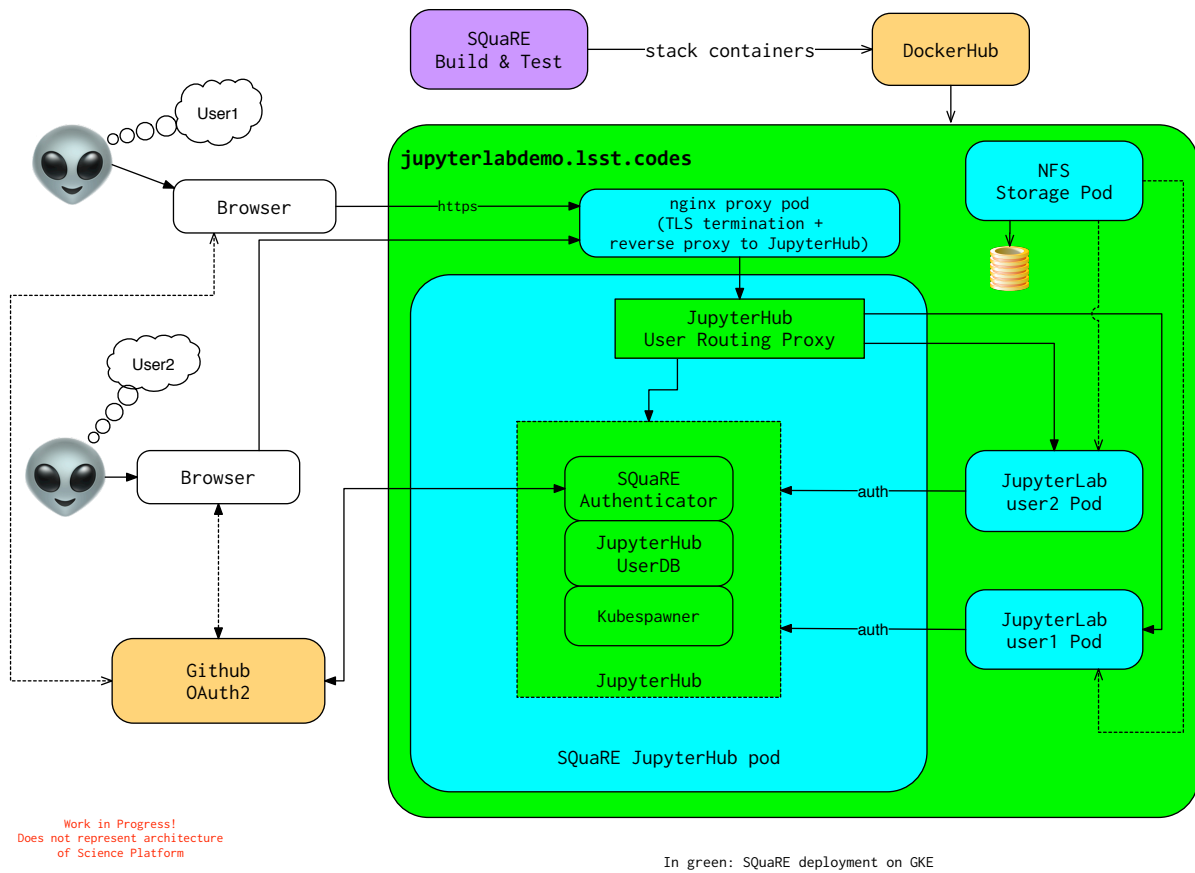 SQuaRE
Build & Test
stack containers
DockerHub
User1
jupyterlabdemo.lsst.codes
NFS
Storage Pod
Browser
https
nginx proxy pod
(TLS termination +
reverse proxy to JupyterHub)
JupyterHub
User Routing Proxy
User2
Browser
SQuaRE
Authenticator
JupyterHub
UserDB
Kubespawner
JupyterHub
auth
JupyterLab
user2 Pod
auth
JupyterLab
user1 Pod
Github
OAuth2
SQuaRE JupyterHub pod
Work in Progress!
Does not represent architecture
of Science Platform
In green: SQuaRE deployment on GKE